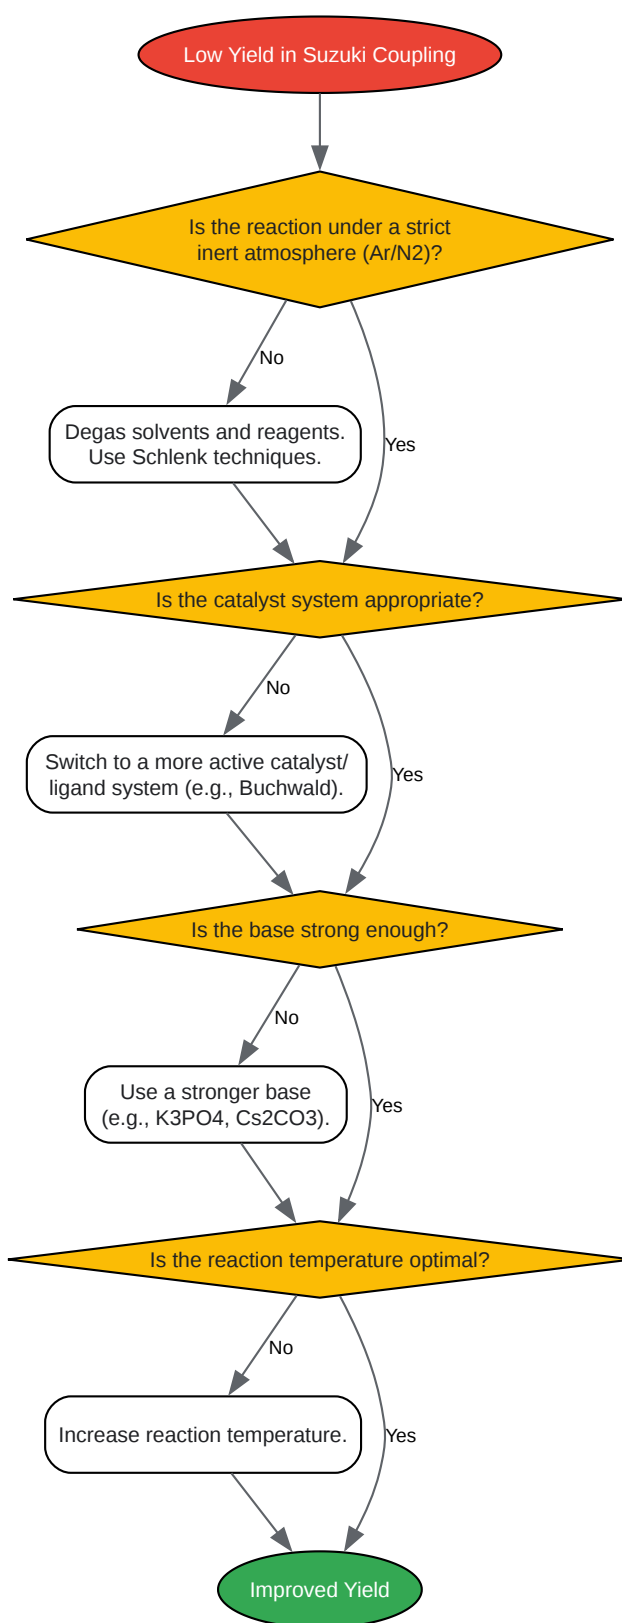 Low Yield in Suzuki Coupling
Is the reaction under a strict
inert atmosphere (Ar/N2)?
No
Degas solvents and reagents.
Use Schlenk techniques.
Yes
Is the catalyst system appropriate?
No
Switch to a more active catalyst/
ligand system (e.g., Buchwald).
Yes
Is the base strong enough?
No
Use a stronger base
(e.g., K3PO4, Cs2CO3).
Yes
Is the reaction temperature optimal?
No
Increase reaction temperature.
Yes
Improved Yield